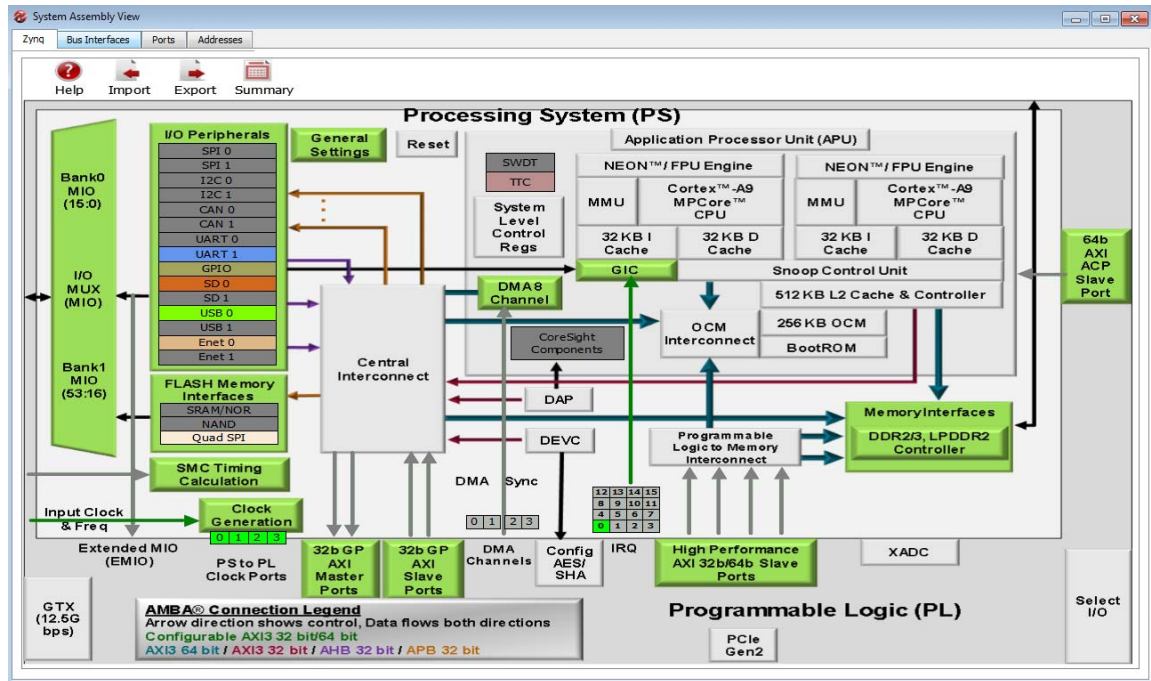 System Assembly View
Zynq
Bus Interfaces
Ports
Addresses
Help
Import
Export
Summary
Processing System (PS)
Bank0
MIO
(15:0)
I/O
MUX
(MIO)
Bank1
MIO
(53:16)
I/O Peripherals
SPI 0
SPI 1
I2C 0
I2C 1
CAN 0
CAN 1
UART 0
UART 1
GPIO
SD 0
SD 1
USB 0
USB 1
Enet 0
Enet 1
FLASH Memory
Interfaces
SRAM/NOR
NAND
Quad SPI
SMC Timing
Calculation
Input Clock
& Freq
Clock
Generation
0 1 2 3
Extended MIO
(EMIO)
PS to PL
Clock Ports
General
Settings
Reset
Central
Interconnect
Application Processor Unit (APU)
SWDT
TTC
System
Level
Control
Regs
NEON™/ FPU Engine
MMU
Cortex™-A9
MPCore™
CPU
32 KB I
Cache
32 KB D
Cache
NEON™/ FPU Engine
MMU
Cortex™-A9
MPCore™
CPU
32 KB I
Cache
32 KB D
Cache
GIC
Snoop Control Unit
DMA8
Channel
512 KB L2 Cache & Controller
OCM
Interconnect
256 KB OCM
BootROM
CoreSight
Components
DAP
DEVC
64b
AXI
ACP
Slave
Port
Memory Interfaces
DDR2/3, LPDDR2
Controller
Programmable
Logic to Memory
Interconnect
DMA Sync
0 1 2 3
12 13 14 15
8 9 10 11
4 5 6 7
0 1 2 3
32b GP
AXI
Master
Ports
32b GP
AXI
Slave
Ports
DMA
Channels
Config
AES/
SHA
IRQ
High Performance
AXI 32b/64b Slave
Ports
XADC
GTX
(12.5G
bps)
AMBA® Connection Legend
Arrow direction shows control, Data flows both directions
Configurable AXI3 32 bit/64 bit
AXI3 64 bit / AXI3 32 bit / AHB 32 bit / APB 32 bit
Programmable Logic (PL)
PCIe
Gen2
Select
I/O